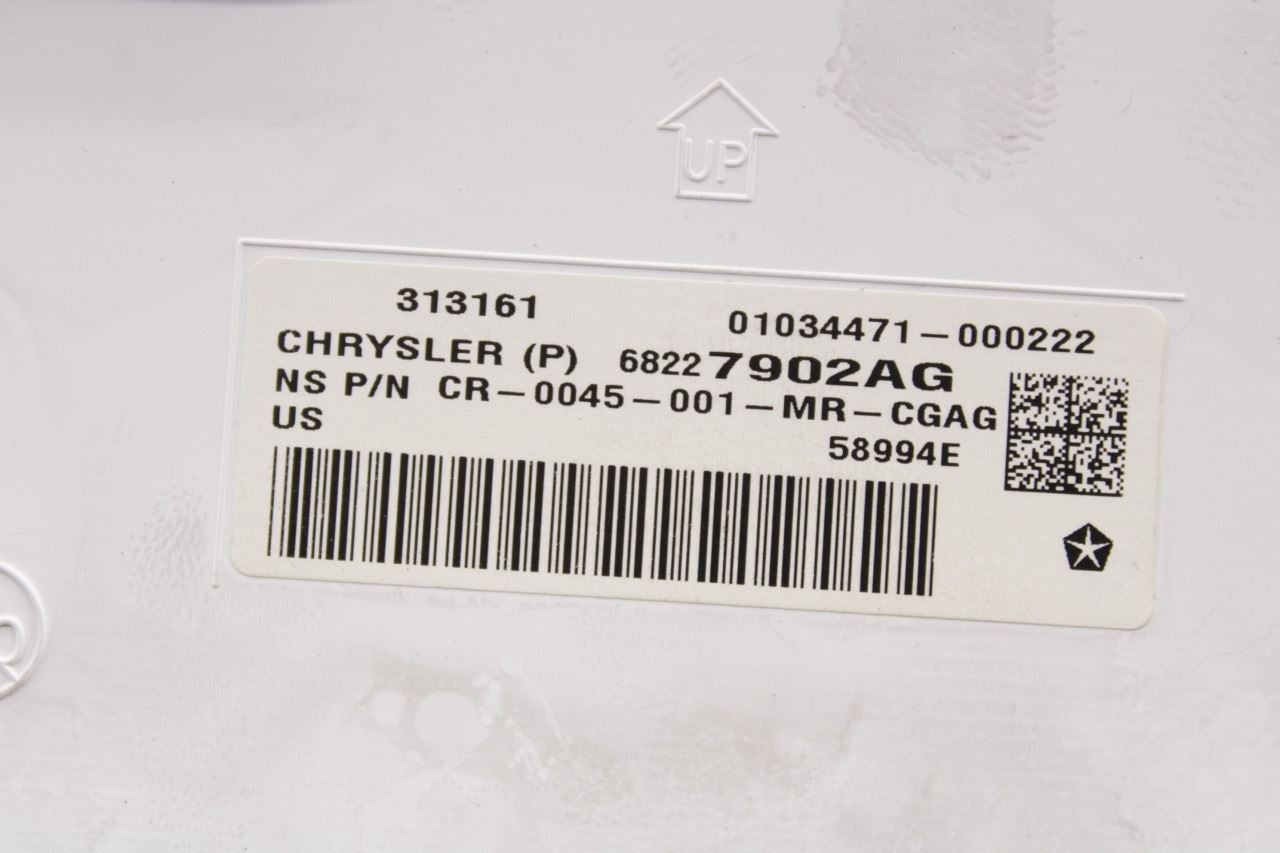 UP
313161 01034471-000222
CHRYSLER (P) 68227902AG
NS P/N CR-0045-001-MR-CGAG
US 58994E